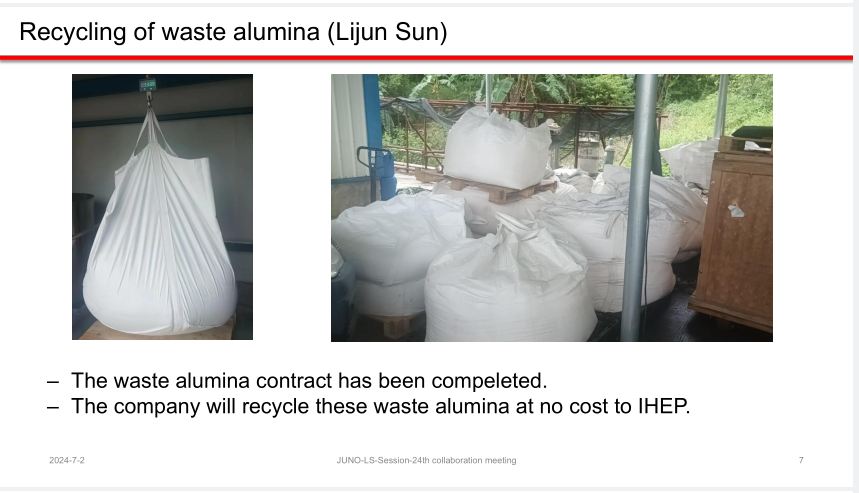 Recycling of waste alumina (Lijun Sun)
– The waste alumina contract has been compeleted.
– The company will recycle these waste alumina at no cost to IHEP.
2024-7-2
JUNO-LS-Session-24th collaboration meeting
7